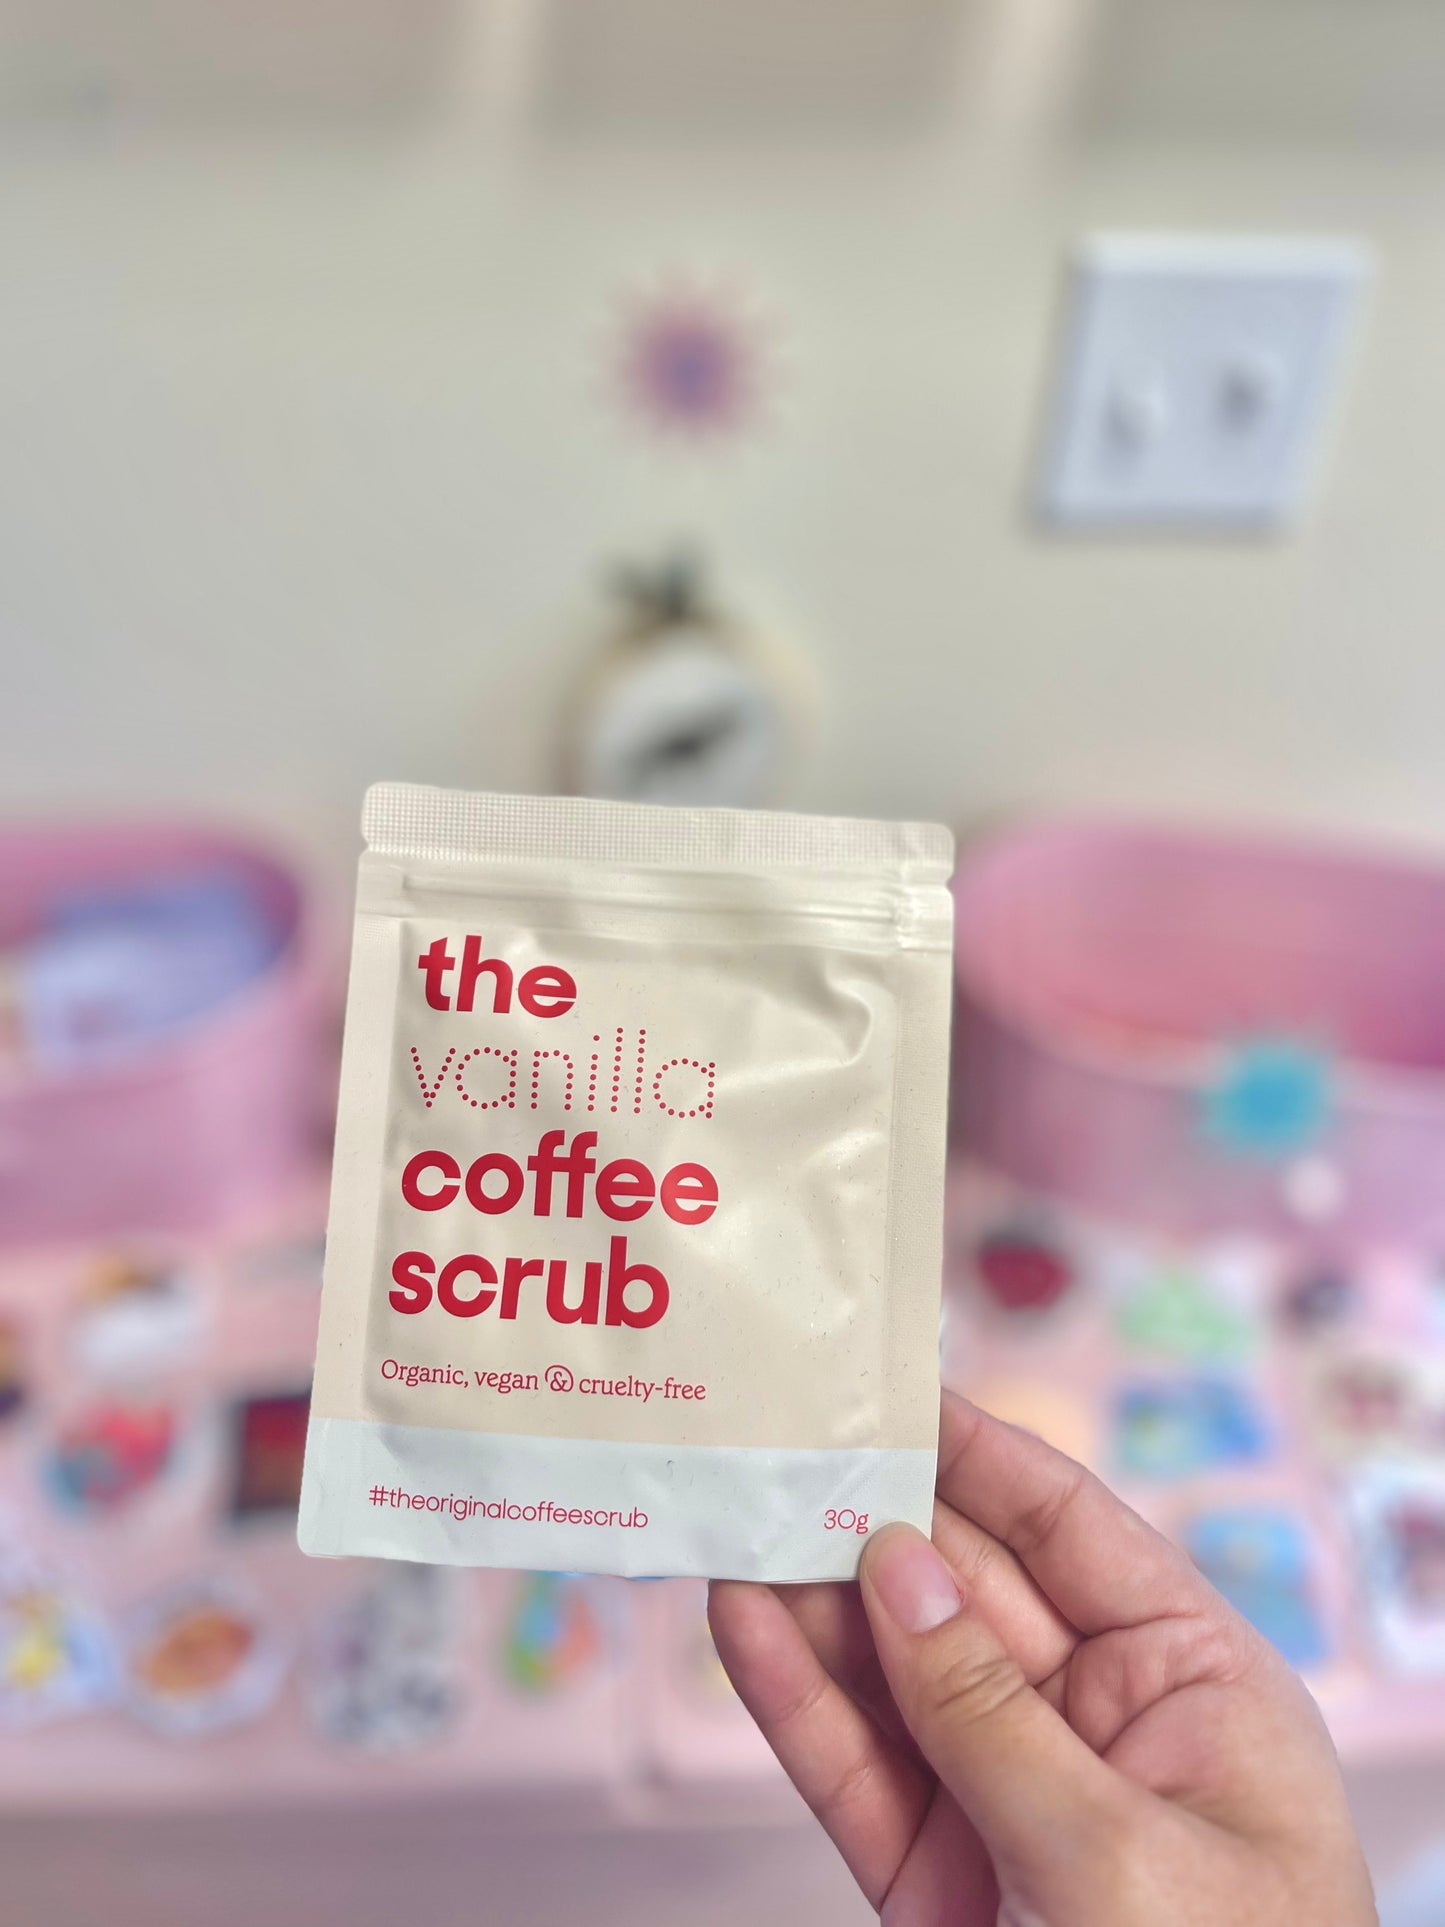 the
vanilla
coffee
scrub
Organic, vegan & cruelty-free
#theoriginalcoffeescrub
30g